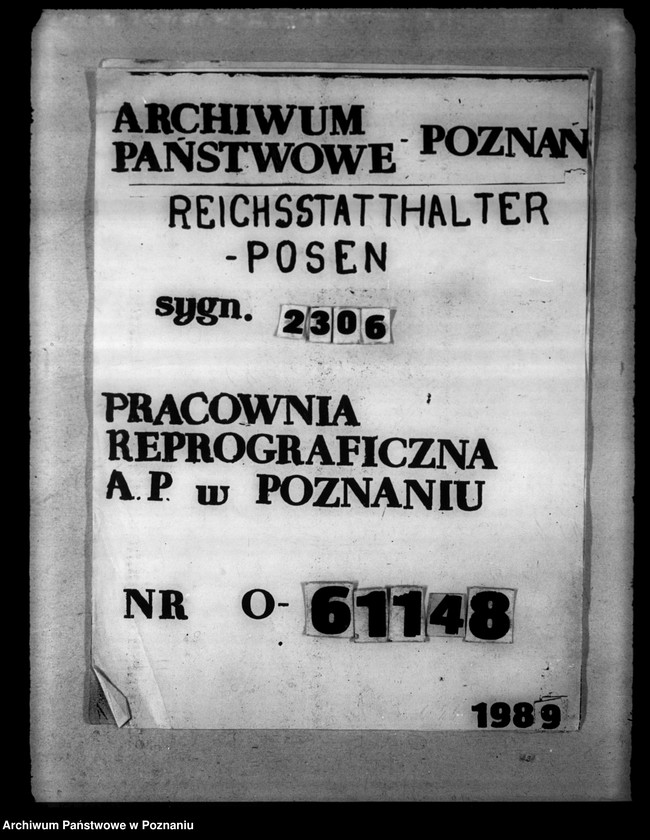 ARCHIWUM
PAŃSTWOWE - POZNAŃ
REICHSSTATTHALTER
-POSEN
sygn. 2306
PRACOWNIA
REPROGRAFICZNA
A.P. w POZNANIU
NR O-61148
1989
Archiwum Państwowe w Poznaniu